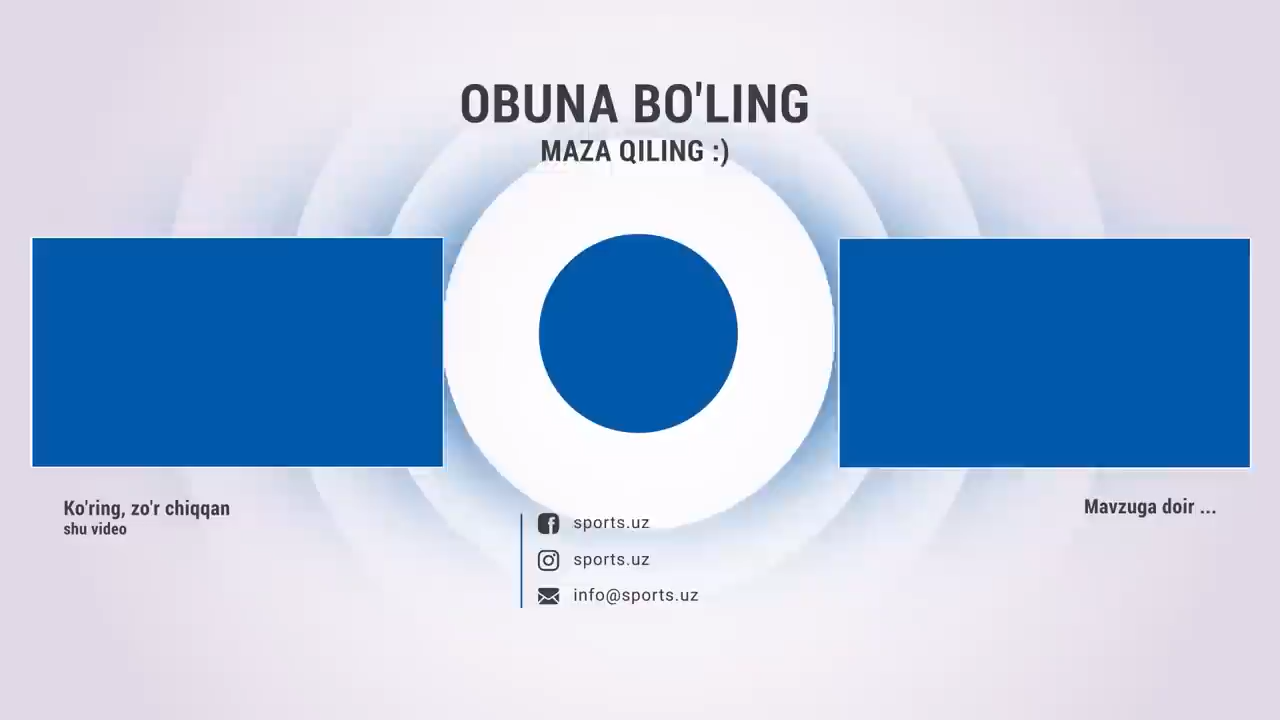 OBUNA BO'LING
MAZA QILING :)
Ko'ring, zo'r chiqqan
shu video
Mavzuga doir ...
sports.uz
sports.uz
info@sports.uz